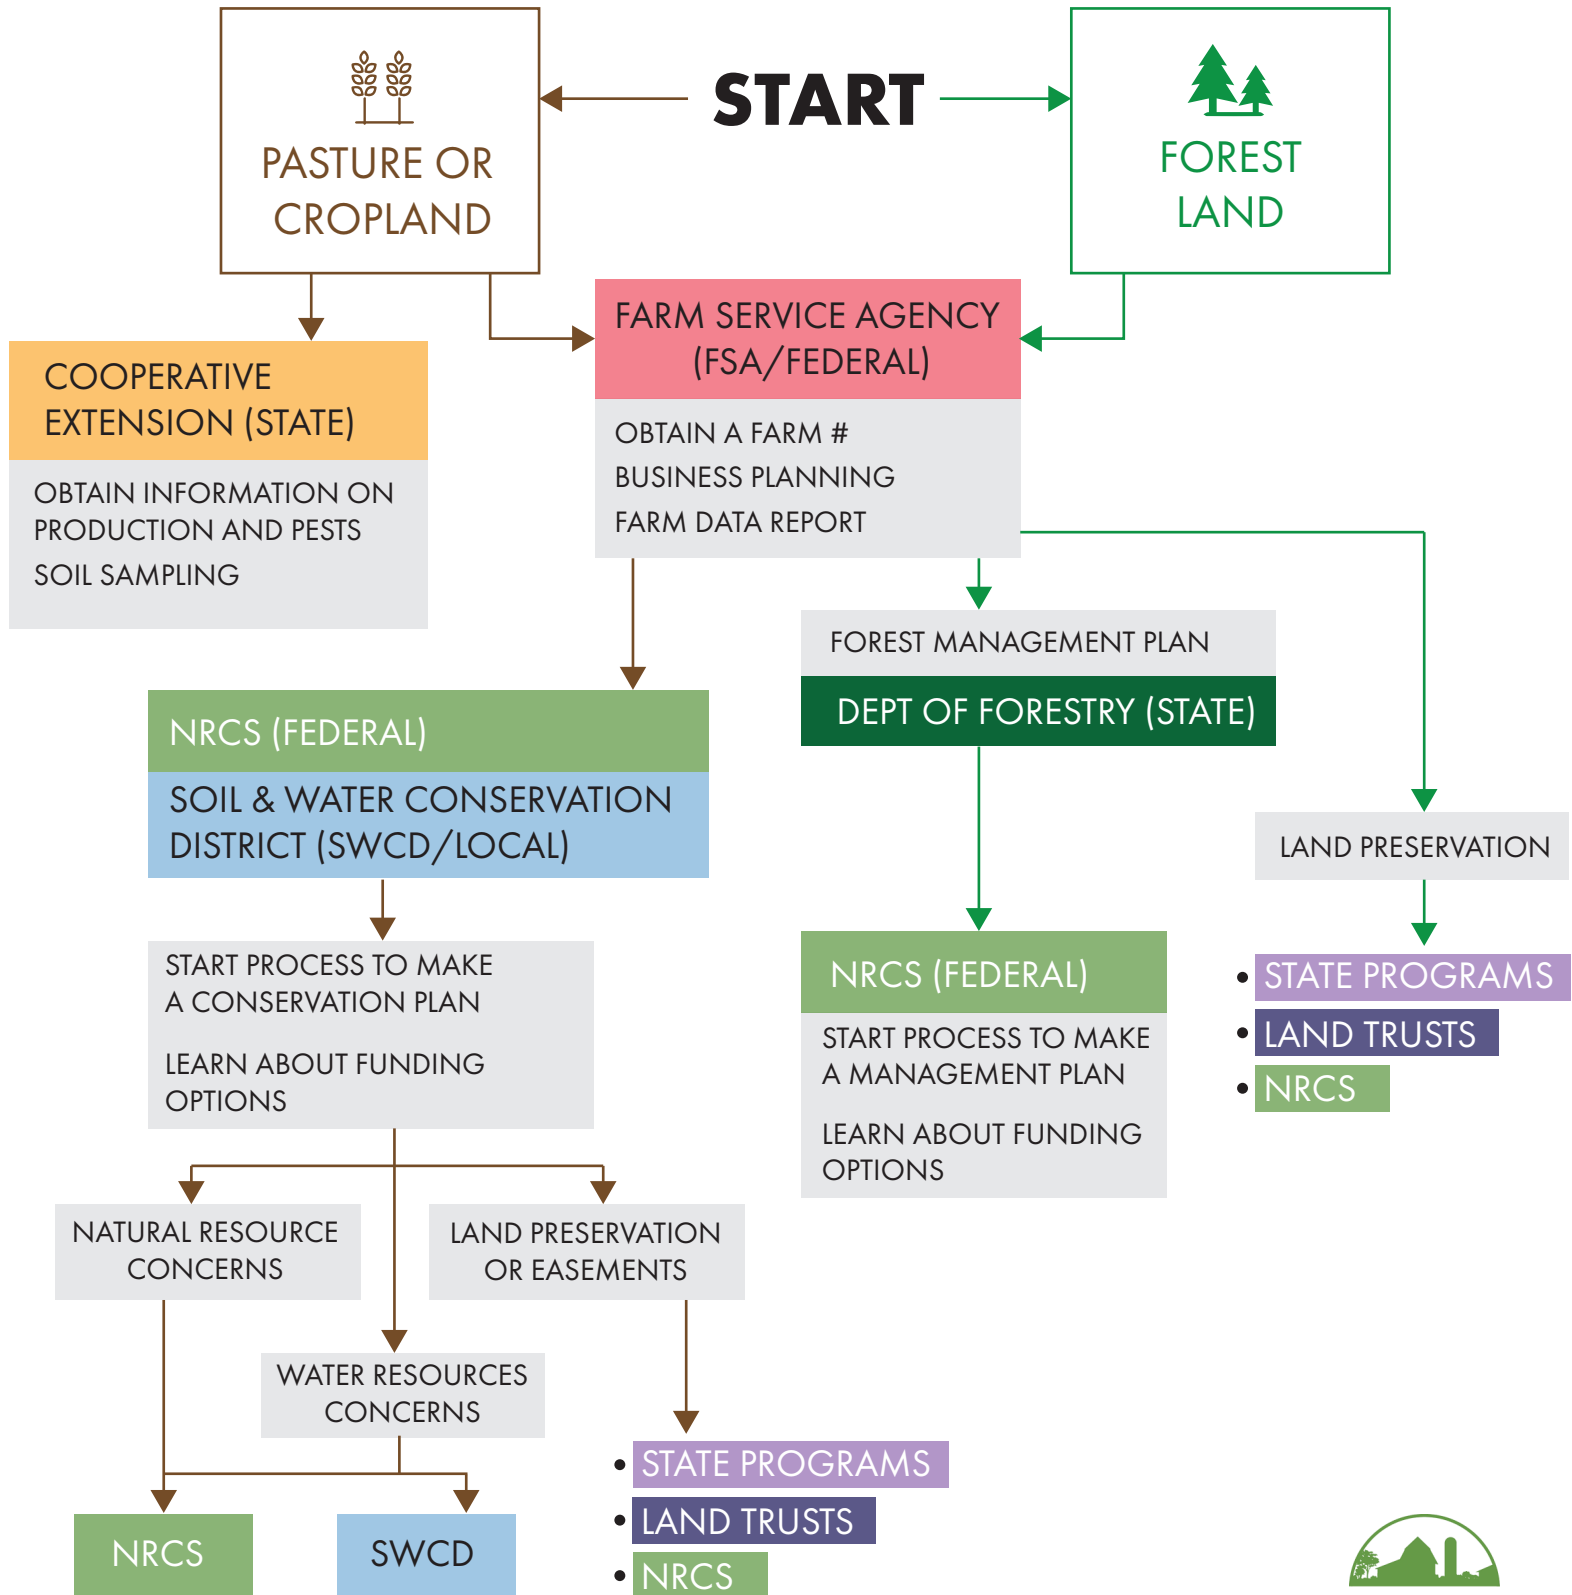 START
PASTURE OR
CROPLAND
FOREST
LAND
COOPERATIVE
EXTENSION (STATE)
OBTAIN INFORMATION ON
PRODUCTION AND PESTS
SOIL SAMPLING
FARM SERVICE AGENCY
(FSA/FEDERAL)
OBTAIN A FARM #
BUSINESS PLANNING
FARM DATA REPORT
NRCS (FEDERAL)
SOIL & WATER CONSERVATION
DISTRICT (SWCD/LOCAL)
START PROCESS TO MAKE
A CONSERVATION PLAN
LEARN ABOUT FUNDING
OPTIONS
NATURAL RESOURCE
CONCERNS
LAND PRESERVATION
OR EASEMENTS
WATER RESOURCES
CONCERNS
NRCS
SWCD
• STATE PROGRAMS
• LAND TRUSTS
• NRCS
FOREST MANAGEMENT PLAN
DEPT OF FORESTRY (STATE)
NRCS (FEDERAL)
START PROCESS TO MAKE
A MANAGEMENT PLAN
LEARN ABOUT FUNDING
OPTIONS
LAND PRESERVATION
• STATE PROGRAMS
• LAND TRUSTS
• NRCS